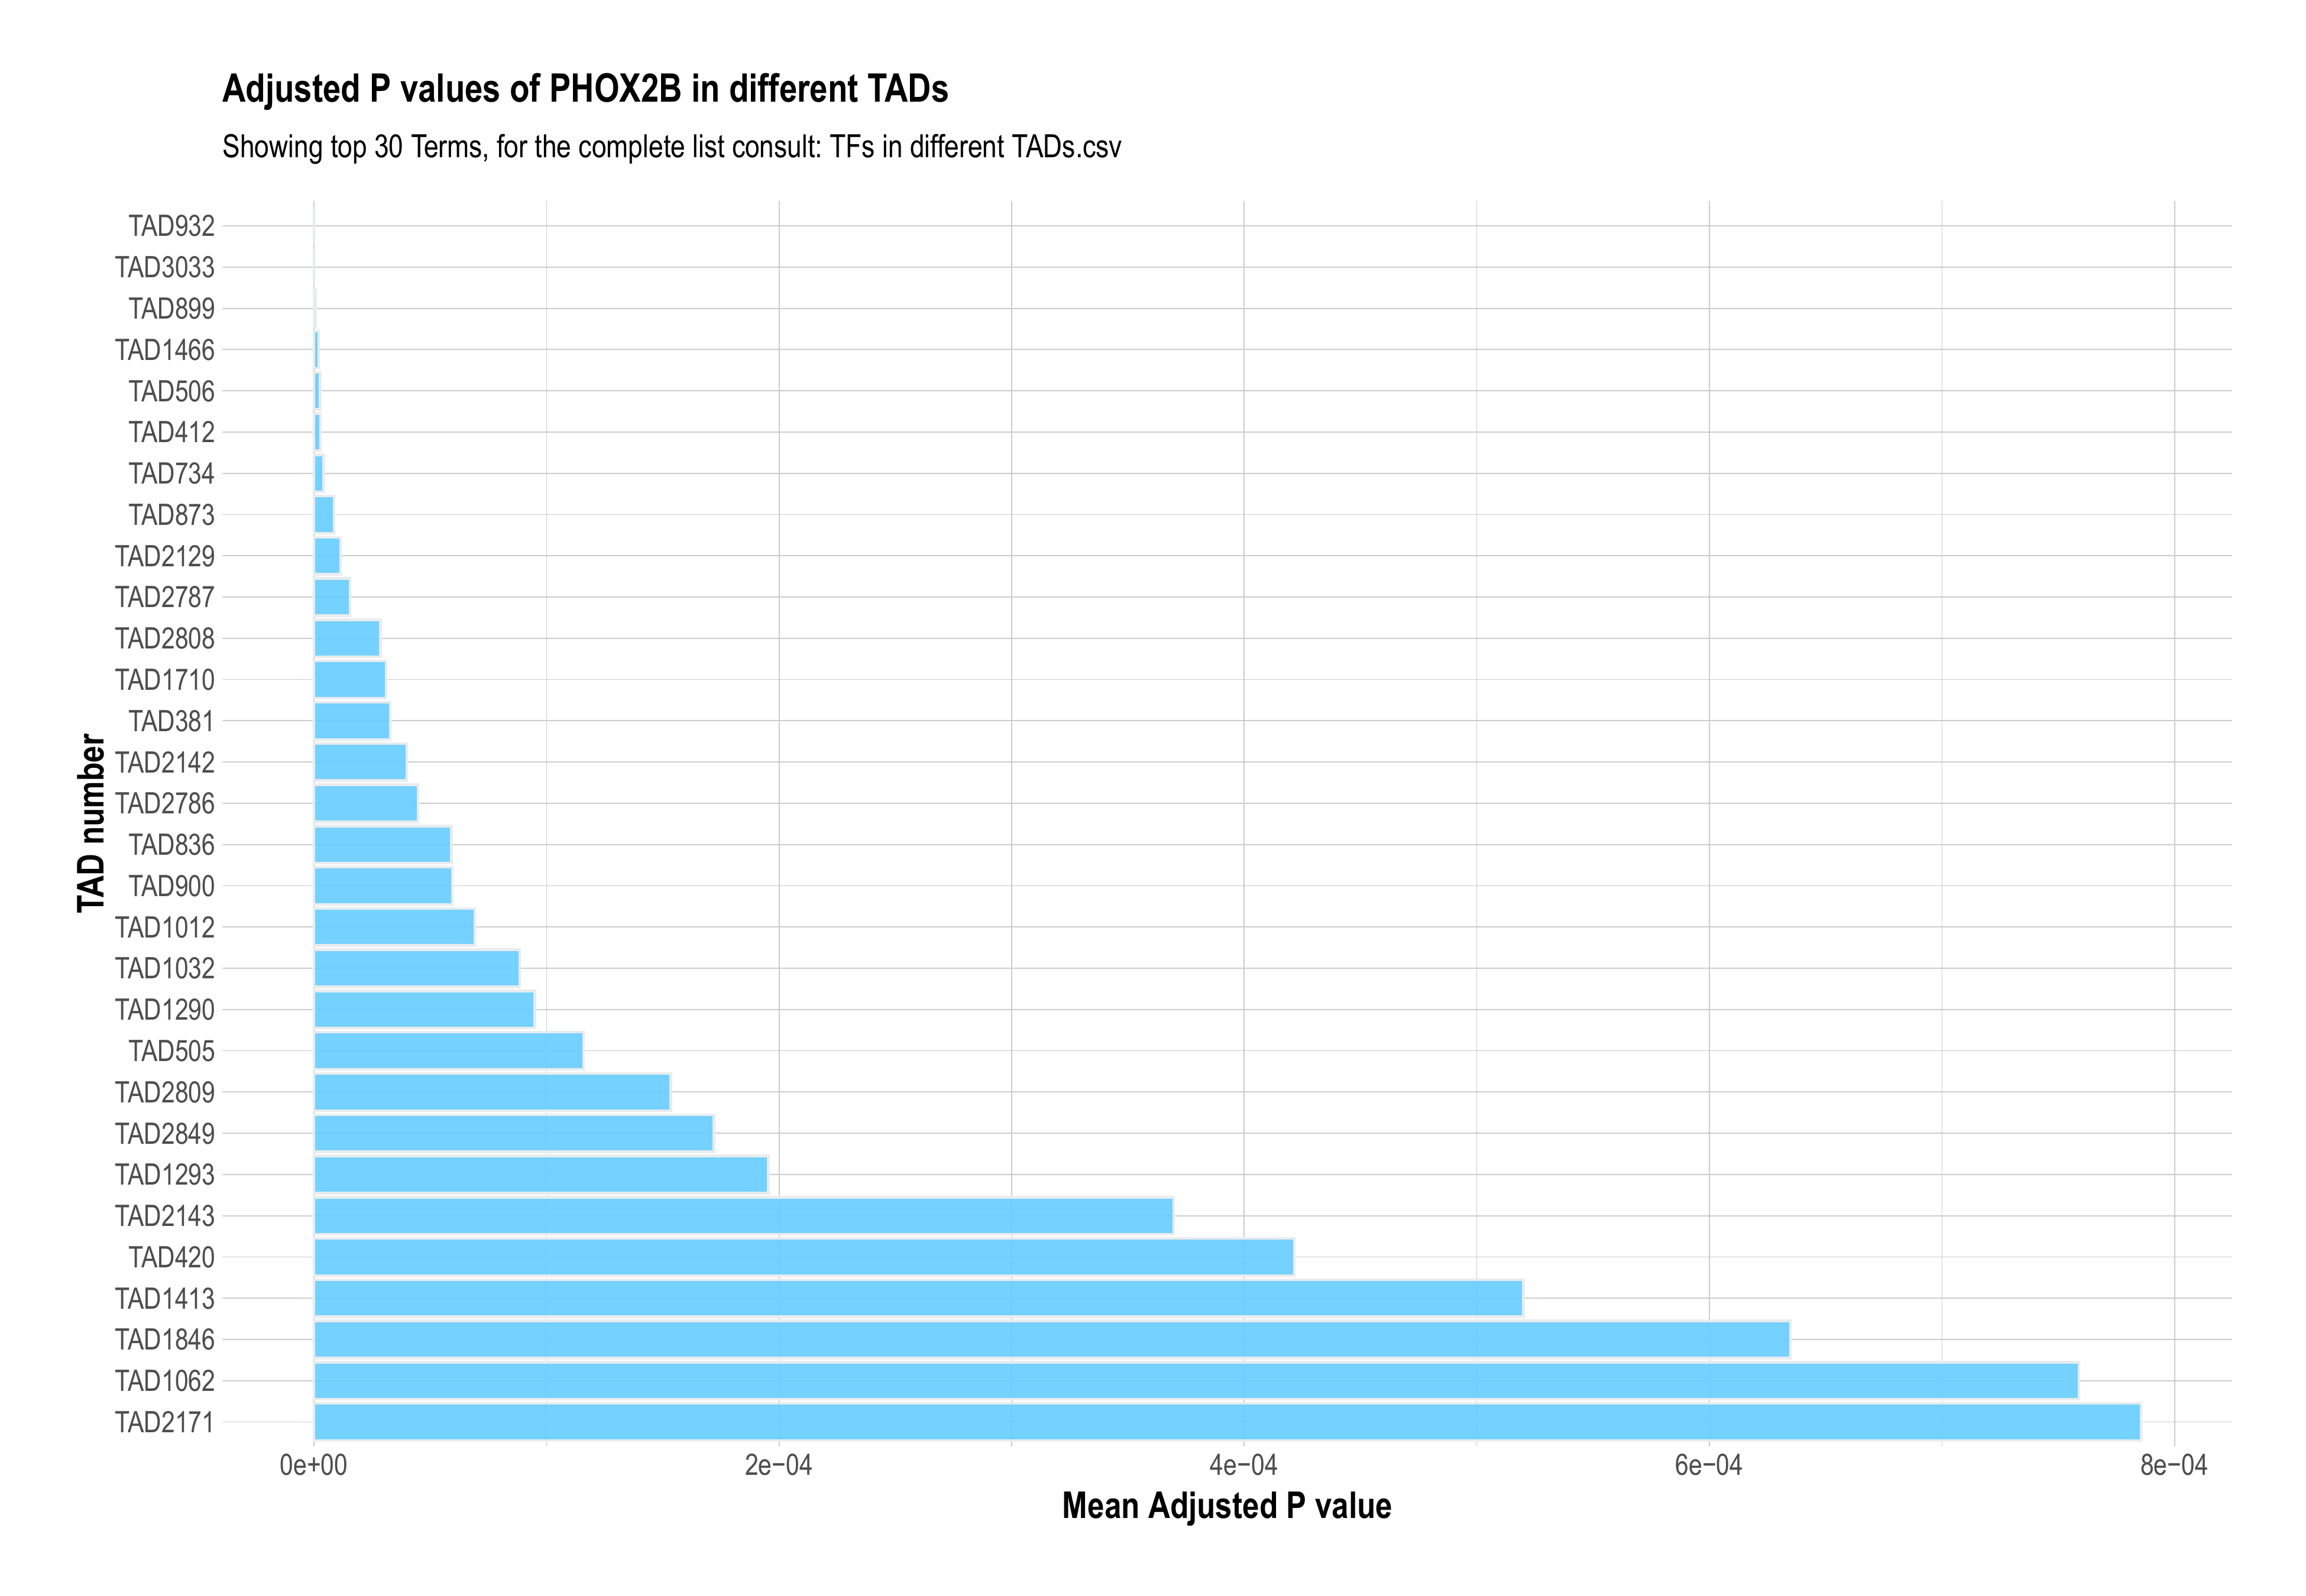 Adjusted P values of PHOX2B in different TADs
Showing top 30 Terms, for the complete list consult: TFs in different TADs.csv
TAD number
TAD932
TAD3033
TAD899
TAD1466
TAD506
TAD412
TAD734
TAD873
TAD2129
TAD2787
TAD2808
TAD1710
TAD381
TAD2142
TAD2786
TAD836
TAD900
TAD1012
TAD1032
TAD1290
TAD505
TAD2809
TAD2849
TAD1293
TAD2143
TAD420
TAD1413
TAD1846
TAD1062
TAD2171
0e+00 2e−04 4e−04 6e−04 8e−04
Mean Adjusted P value